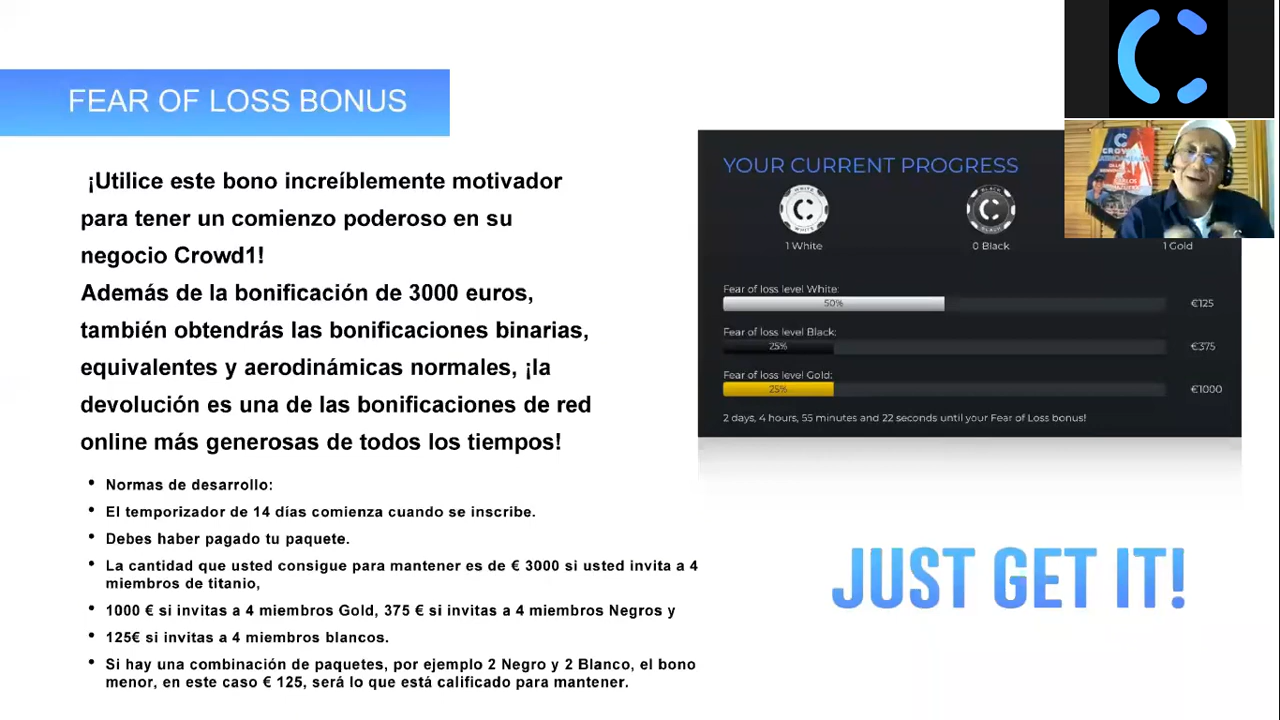 FEAR OF LOSS BONUS
¡Utilice este bono increíblemente motivador
para tener un comienzo poderoso en su
negocio Crowd1!
Además de la bonificación de 3000 euros,
también obtendrás las bonificaciones binarias,
equivalentes y aerodinámicas normales, ¡la
devolución es una de las bonificaciones de red
online más generosas de todos los tiempos!
• Normas de desarrollo:
• El temporizador de 14 días comienza cuando se inscribe.
• Debes haber pagado tu paquete.
• La cantidad que usted consigue para mantener es de € 3000 si usted invita a 4
miembros de titanio,
• 1000 € si invitas a 4 miembros Gold, 375 € si invitas a 4 miembros Negros y
• 125€ si invitas a 4 miembros blancos.
• Si hay una combinación de paquetes, por ejemplo 2 Negro y 2 Blanco, el bono
menor, en este caso € 125, será lo que está calificado para mantener.
YOUR CURRENT PROGRESS
WHITE
WHITE
BLACK
BLACK
1 White
0 Black
1 Gold
Fear of loss level White:
50%
€125
Fear of loss level Black:
25%
€375
Fear of loss level Gold:
25%
€1000
2 days, 4 hours, 55 minutes and 22 seconds until your Fear of Loss bonus!
JUST GET IT!